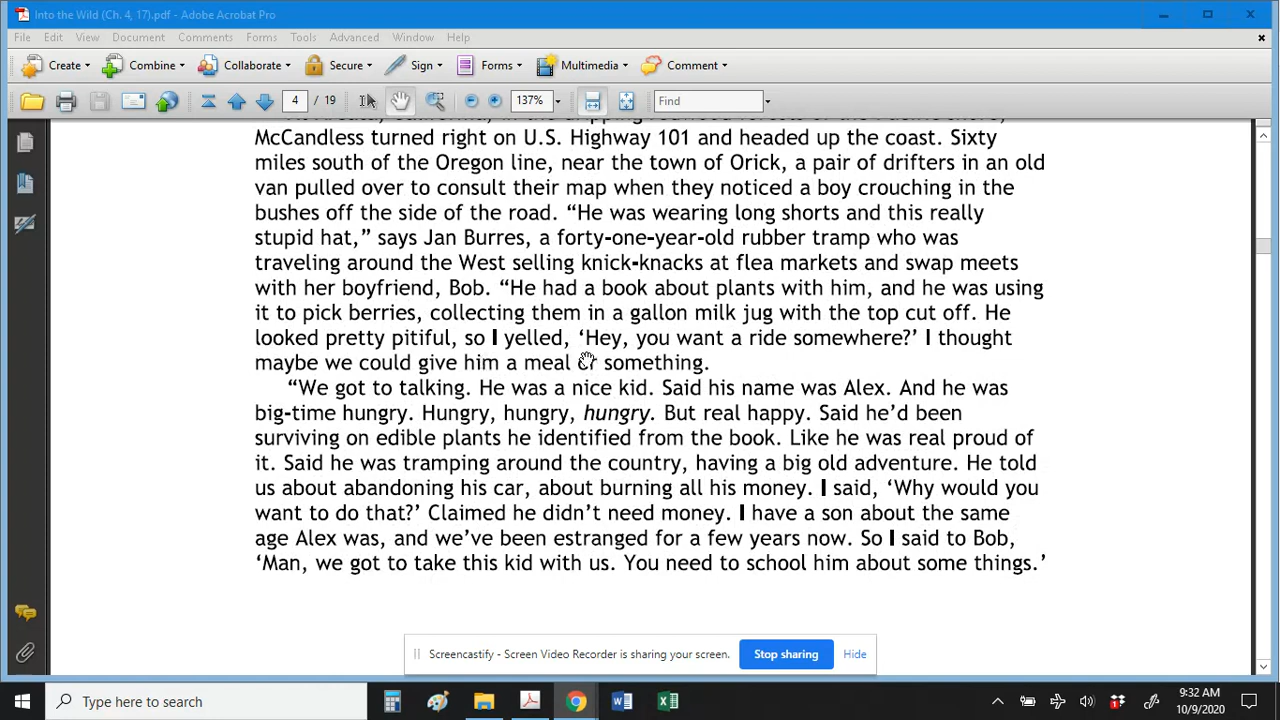 Into the Wild (Ch. 4, 17).pdf - Adobe Acrobat Pro
File Edit View Document Comments Forms Tools Advanced Window Help
Create Combine Collaborate Secure Sign Forms Multimedia Comment
4 / 19 137% Find
McCandless turned right on U.S. Highway 101 and headed up the coast. Sixty
miles south of the Oregon line, near the town of Orick, a pair of drifters in an old
van pulled over to consult their map when they noticed a boy crouching in the
bushes off the side of the road. “He was wearing long shorts and this really
stupid hat,” says Jan Burres, a forty-one-year-old rubber tramp who was
traveling around the West selling knick-knacks at flea markets and swap meets
with her boyfriend, Bob. “He had a book about plants with him, and he was using
it to pick berries, collecting them in a gallon milk jug with the top cut off. He
looked pretty pitiful, so I yelled, ‘Hey, you want a ride somewhere?’ I thought
maybe we could give him a meal or something.
“We got to talking. He was a nice kid. Said his name was Alex. And he was
big-time hungry. Hungry, hungry, hungry. But real happy. Said he’d been
surviving on edible plants he identified from the book. Like he was real proud of
it. Said he was tramping around the country, having a big old adventure. He told
us about abandoning his car, about burning all his money. I said, ‘Why would you
want to do that?’ Claimed he didn’t need money. I have a son about the same
age Alex was, and we’ve been estranged for a few years now. So I said to Bob,
‘Man, we got to take this kid with us. You need to school him about some things.’
Screencastify - Screen Video Recorder is sharing your screen. Stop sharing Hide
Type here to search
9:32 AM
10/9/2020